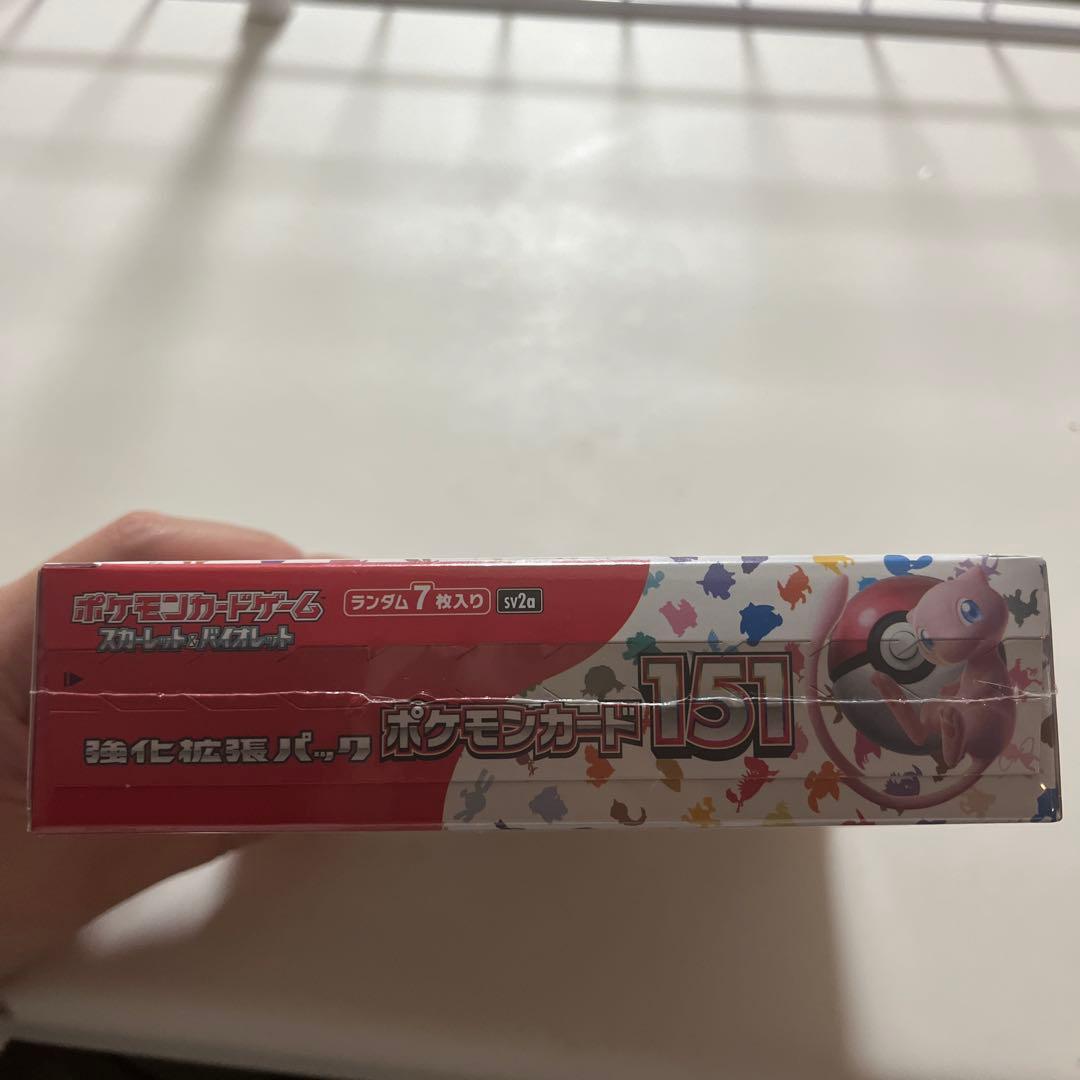 ポケモンカードゲーム
スカーレット&バイオレット
ランダム7枚入り
SV2a
強化拡張パック
ポケモンカード151